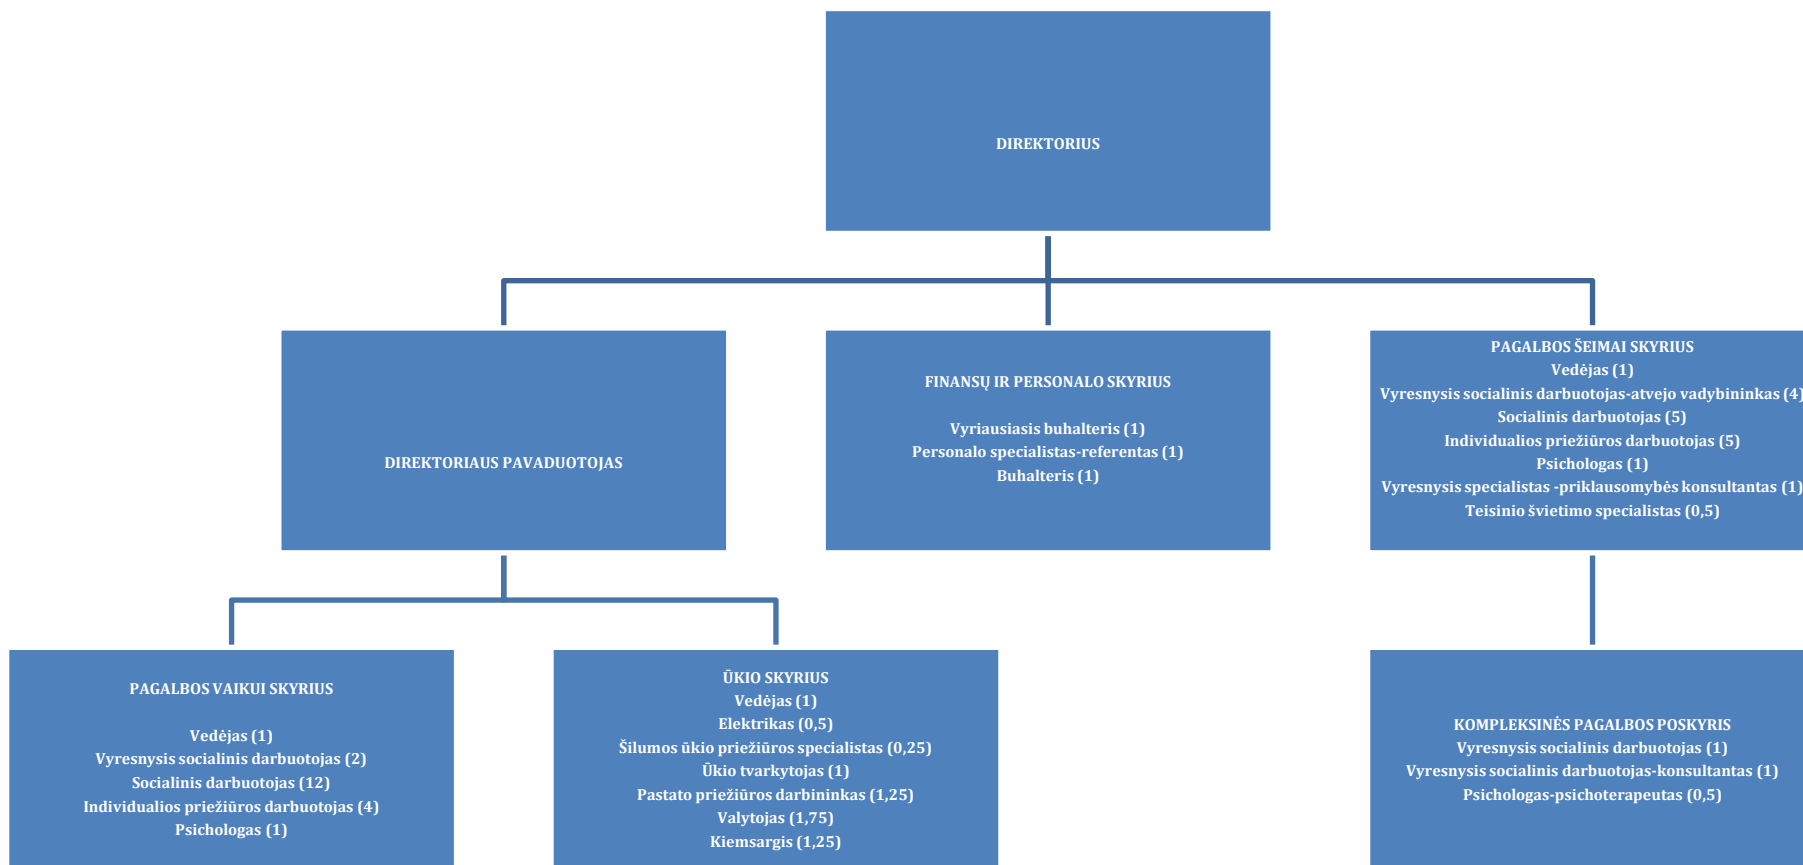 DIREKTORIUS
DIREKTORIAUS PAVADUOTOJAS
FINANSŲ IR PERSONALO SKYRIUS
Vyriausiasis buhalteris (1)
Personalo specialistas-referentas (1)
Buhalteris (1)
PAGALBOS ŠEIMAI SKYRIUS
Vedėjas (1)
Vyresnysis socialinis darbuotojas-atvejo vadybininkas (4)
Socialinis darbuotojas (5)
Individualios priežiūros darbuotojas (5)
Psichologas (1)
Vyresnysis specialistas -priklausomybės konsultantas (1)
Teisinio švietimo specialistas (0,5)
PAGALBOS VAIKUI SKYRIUS
Vedėjas (1)
Vyresnysis socialinis darbuotojas (2)
Socialinis darbuotojas (12)
Individualios priežiūros darbuotojas (4)
Psichologas (1)
ŪKIO SKYRIUS
Vedėjas (1)
Elektrikas (0,5)
Šilumos ūkio priežiūros specialistas (0,25)
Ūkio tvarkytojas (1)
Pastato priežiūros darbininkas (1,25)
Valytojas (1,75)
Kiemsargis (1,25)
KOMPLEKSINĖS PAGALBOS POSKYRIS
Vyresnysis socialinis darbuotojas (1)
Vyresnysis socialinis darbuotojas-konsultantas (1)
Psichologas-psichoterapeutas (0,5)